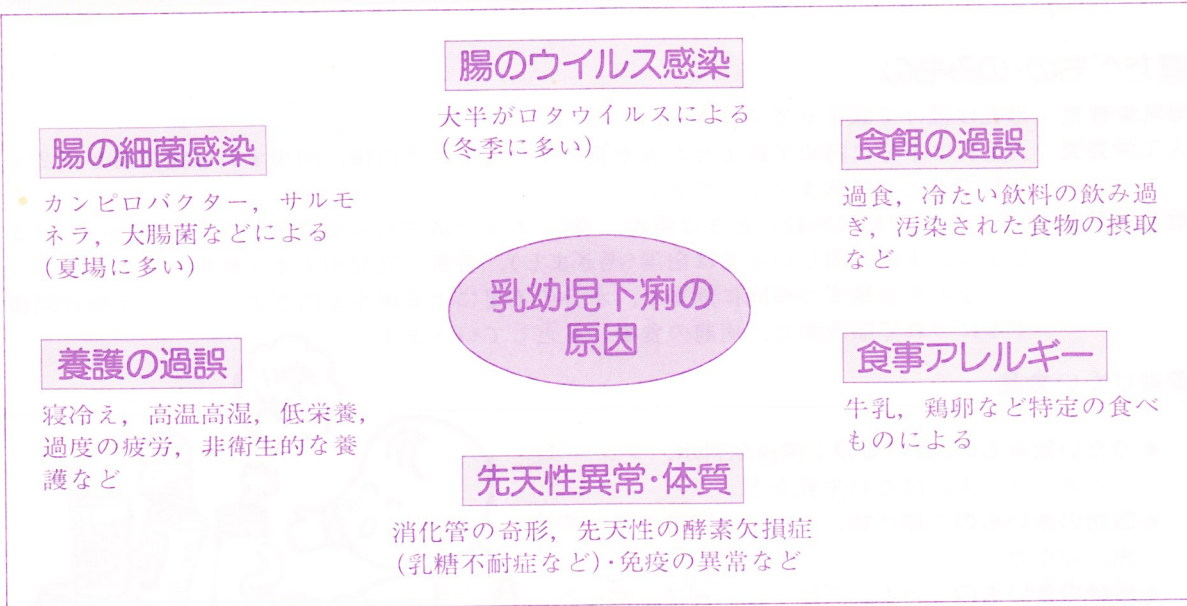 腸のウイルス感染
大半がロタウイルスによる
(冬季に多い)
腸の細菌感染
カンピロバクター，サルモ
ネラ，大腸菌などによる
(夏場に多い)
食餌の過誤
過食，冷たい飲料の飲み過
ぎ，汚染された食物の摂取
など
乳幼児下痢の
原因
養護の過誤
寝冷え，高温高湿，低栄養，
過度の疲労，非衛生的な養
護など
食事アレルギー
牛乳，鶏卵など特定の食べ
ものによる
先天性異常･体質
消化管の奇形，先天性の酵素欠損症
(乳糖不耐症など)･免疫の異常など